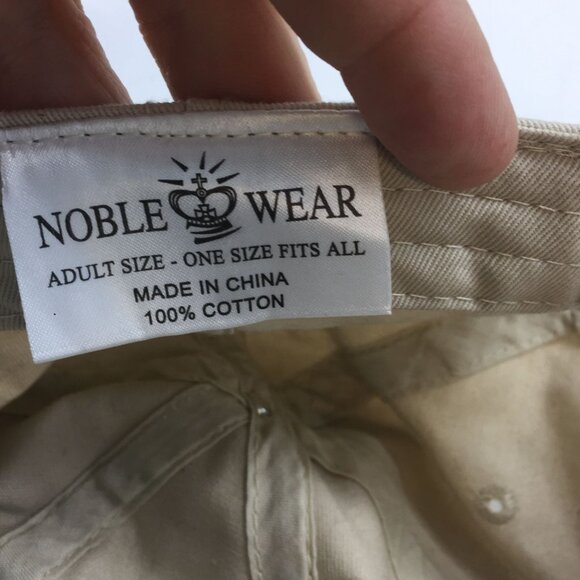 NOBLE WEAR
ADULT SIZE - ONE SIZE FITS ALL
MADE IN CHINA
100% COTTON